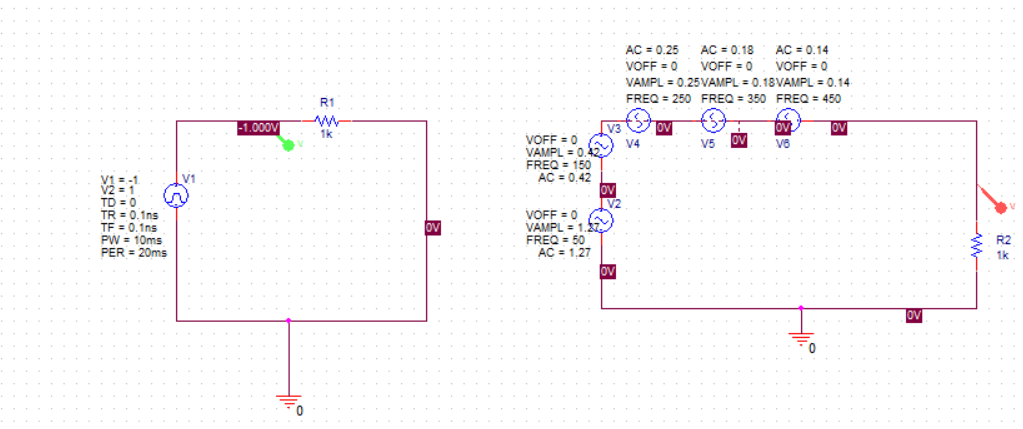 AC = 0.25 AC = 0.18 AC = 0.14
VOFF = 0 VOFF = 0 VOFF = 0
VAMPL = 0.25 VAMPL = 0.18 VAMPL = 0.14
FREQ = 250 FREQ = 350 FREQ = 450
R1
-1.000V
1k
V
V3
0V
0V
0V
V4
V5
0V
V6
VOFF = 0
VAMPL = 0.42
FREQ = 150
AC = 0.42
V1 = -1
V2 = 1
TD = 0
TR = 0.1ns
TF = 0.1ns
PW = 10ms
PER = 20ms
V1
0V
0V
V2
VOFF = 0
VAMPL = 1.27
FREQ = 50
AC = 1.27
0V
V
R2
1k
0V
0
0